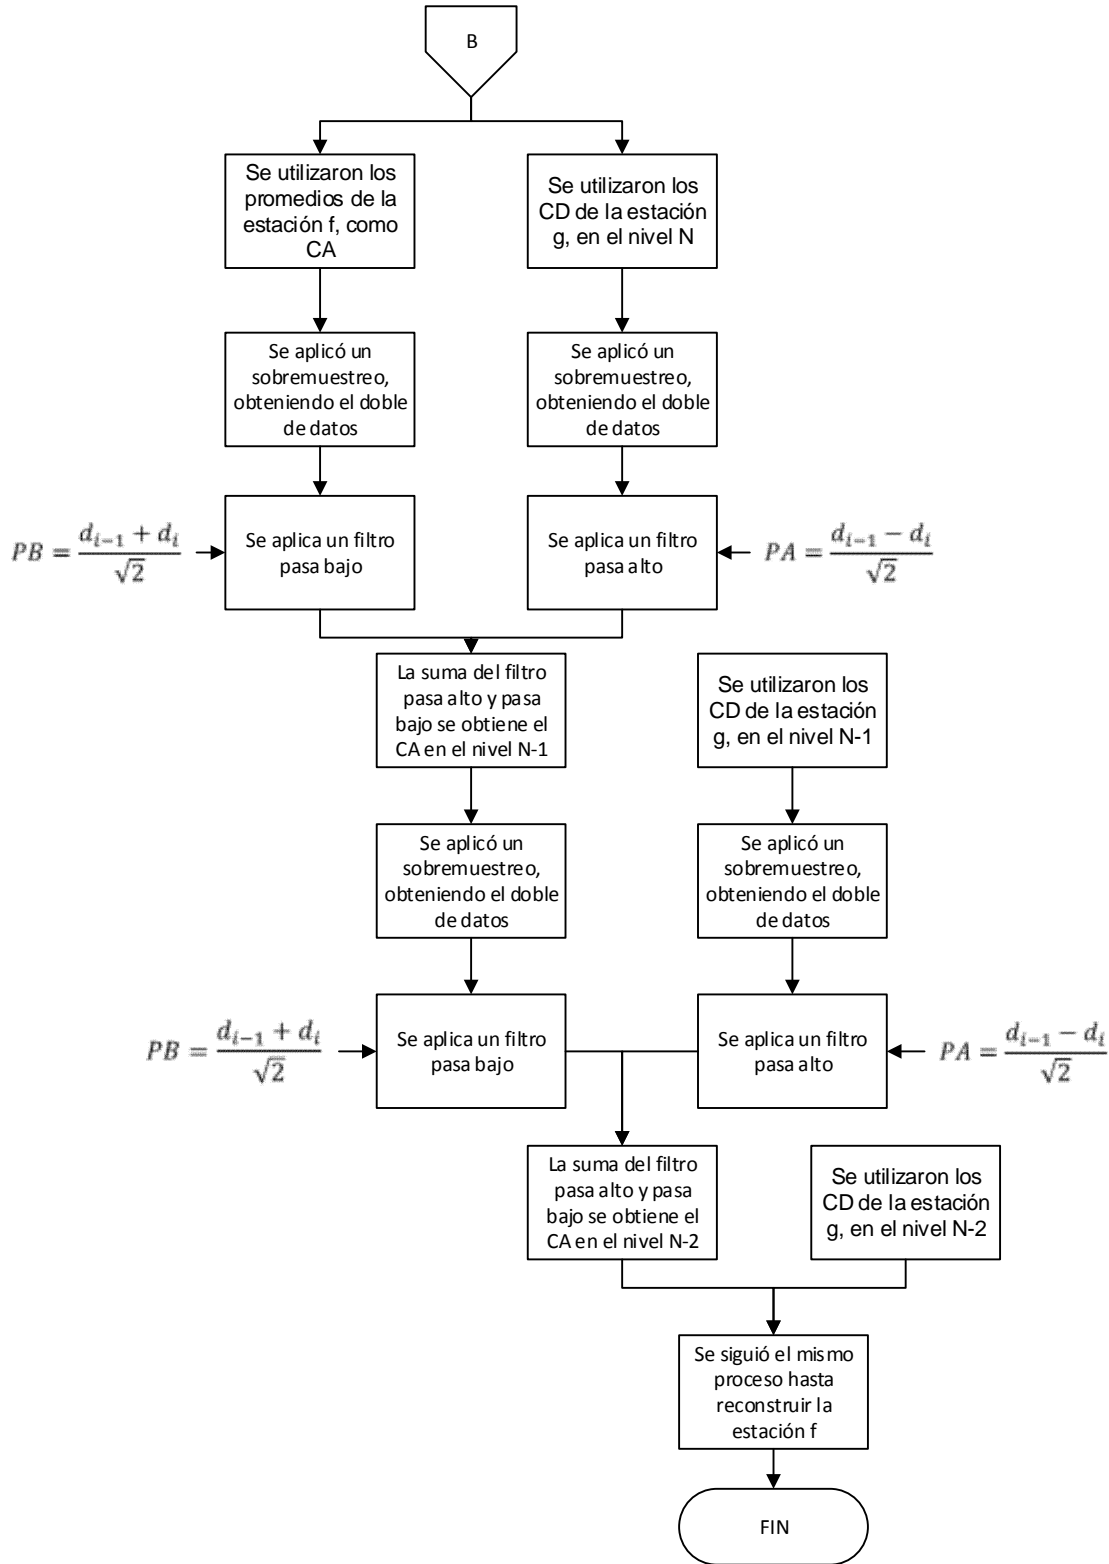 B
Se utilizaron los
promedios de la
estación f, como
CA
Se utilizaron los
CD de la estación
g, en el nivel N
Se aplicó un
sobremuestreo,
obteniendo el doble
de datos
Se aplicó un
sobremuestreo,
obteniendo el doble
de datos
PB = \frac{d_{i-1} + d_i}{\sqrt{2}}
Se aplica un filtro
pasa bajo
Se aplica un filtro
pasa alto
PA = \frac{d_{i-1} - d_i}{\sqrt{2}}
La suma del filtro
pasa alto y pasa
bajo se obtiene el
CA en el nivel N-1
Se utilizaron los
CD de la estación
g, en el nivel N-1
Se aplicó un
sobremuestreo,
obteniendo el doble
de datos
Se aplicó un
sobremuestreo,
obteniendo el doble
de datos
PB = \frac{d_{i-1} + d_i}{\sqrt{2}}
Se aplica un filtro
pasa bajo
Se aplica un filtro
pasa alto
PA = \frac{d_{i-1} - d_i}{\sqrt{2}}
La suma del filtro
pasa alto y pasa
bajo se obtiene el
CA en el nivel N-2
Se utilizaron los
CD de la estación
g, en el nivel N-2
Se siguió el mismo
proceso hasta
reconstruir la
estación f
FIN